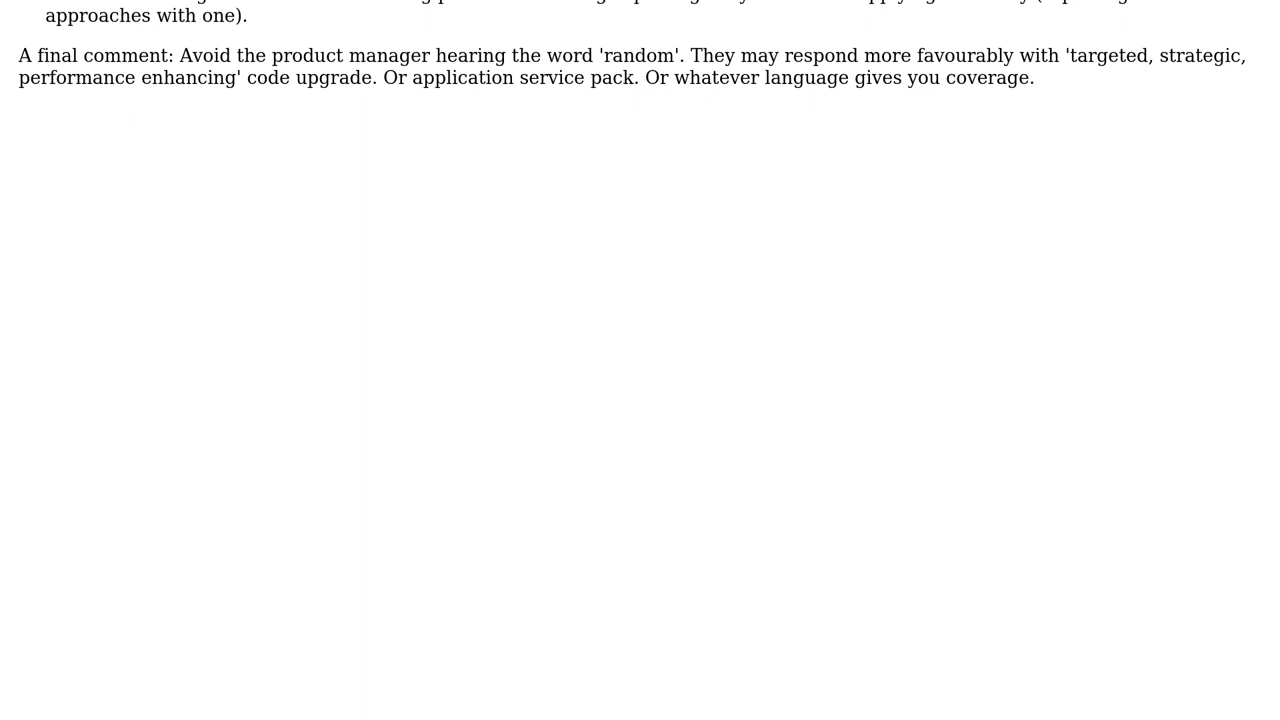 approaches with one).
A final comment: Avoid the product manager hearing the word 'random'. They may respond more favourably with 'targeted, strategic,
performance enhancing' code upgrade. Or application service pack. Or whatever language gives you coverage.